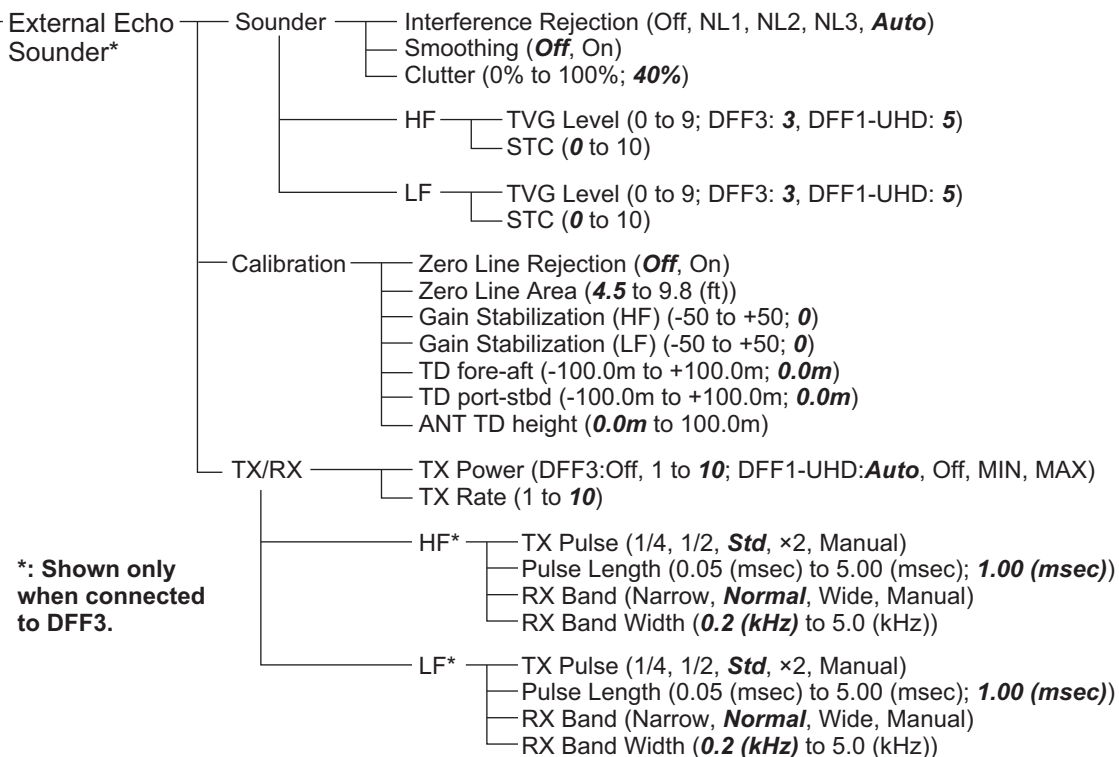 External Echo
Sounder*
Sounder
Interference Rejection (Off, NL1, NL2, NL3, Auto)
Smoothing (Off, On)
Clutter (0% to 100%; 40%)
HF
TVG Level (0 to 9; DFF3: 3, DFF1-UHD: 5)
STC (0 to 10)
LF
TVG Level (0 to 9; DFF3: 3, DFF1-UHD: 5)
STC (0 to 10)
Calibration
Zero Line Rejection (Off, On)
Zero Line Area (4.5 to 9.8 (ft))
Gain Stabilization (HF) (-50 to +50; 0)
Gain Stabilization (LF) (-50 to +50; 0)
TD fore-aft (-100.0m to +100.0m; 0.0m)
TD port-stbd (-100.0m to +100.0m; 0.0m)
ANT TD height (0.0m to 100.0m)
TX/RX
TX Power (DFF3:Off, 1 to 10; DFF1-UHD:Auto, Off, MIN, MAX)
TX Rate (1 to 10)
HF*
TX Pulse (1/4, 1/2, Std, ×2, Manual)
Pulse Length (0.05 (msec) to 5.00 (msec); 1.00 (msec))
RX Band (Narrow, Normal, Wide, Manual)
RX Band Width (0.2 (kHz) to 5.0 (kHz))
LF*
TX Pulse (1/4, 1/2, Std, ×2, Manual)
Pulse Length (0.05 (msec) to 5.00 (msec); 1.00 (msec))
RX Band (Narrow, Normal, Wide, Manual)
RX Band Width (0.2 (kHz) to 5.0 (kHz))
*: Shown only
when connected
to DFF3.